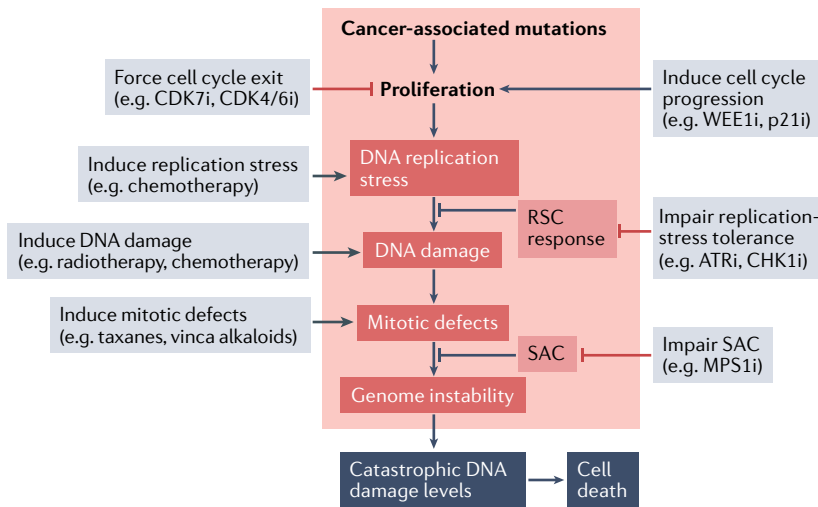 Cancer-associated mutations
Force cell cycle exit
(e.g. CDK7i, CDK4/6i)
Proliferation
Induce cell cycle
progression
(e.g. WEE1i, p21i)
Induce replication stress
(e.g. chemotherapy)
DNA replication
stress
RSC
response
Impair replication-
stress tolerance
(e.g. ATRi, CHK1i)
Induce DNA damage
(e.g. radiotherapy, chemotherapy)
DNA damage
Induce mitotic defects
(e.g. taxanes, vinca alkaloids)
Mitotic defects
SAC
Impair SAC
(e.g. MPS1i)
Genome instability
Catastrophic DNA
damage levels
Cell
death